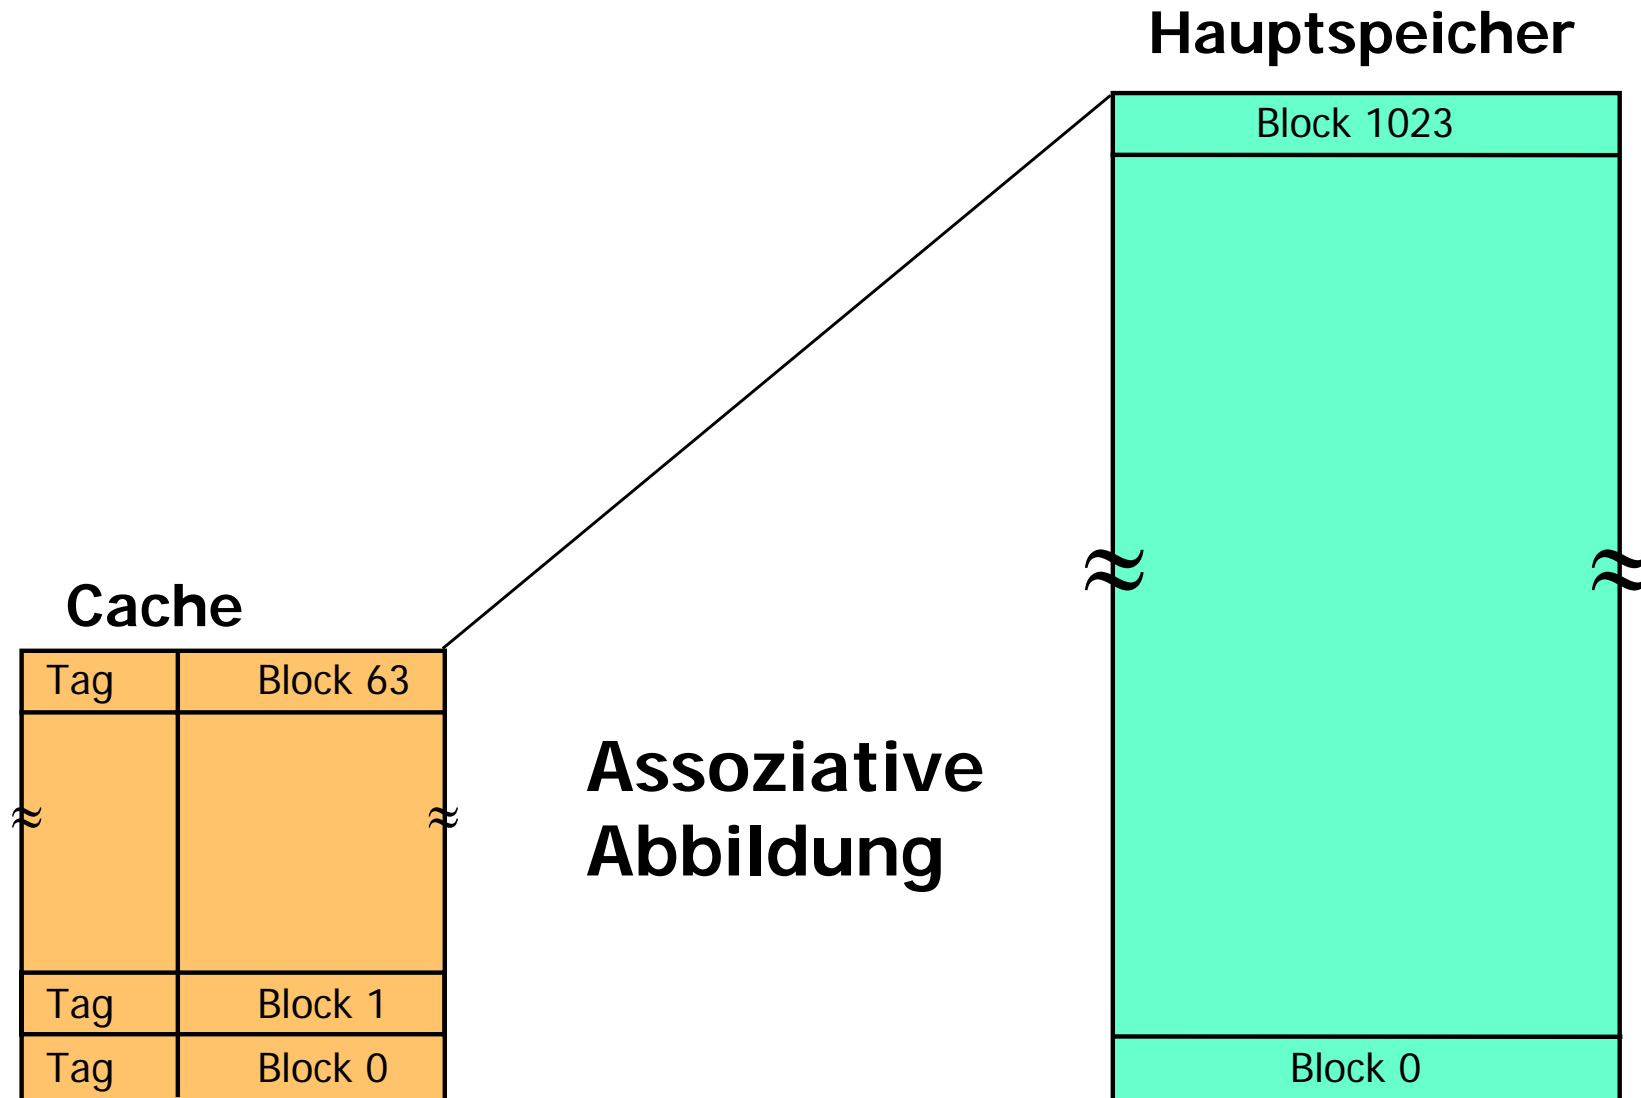 Hauptspeicher
Block 1023
Cache
Tag Block 63
Assoziative
Abbildung
Tag Block 1
Tag Block 0
Block 0